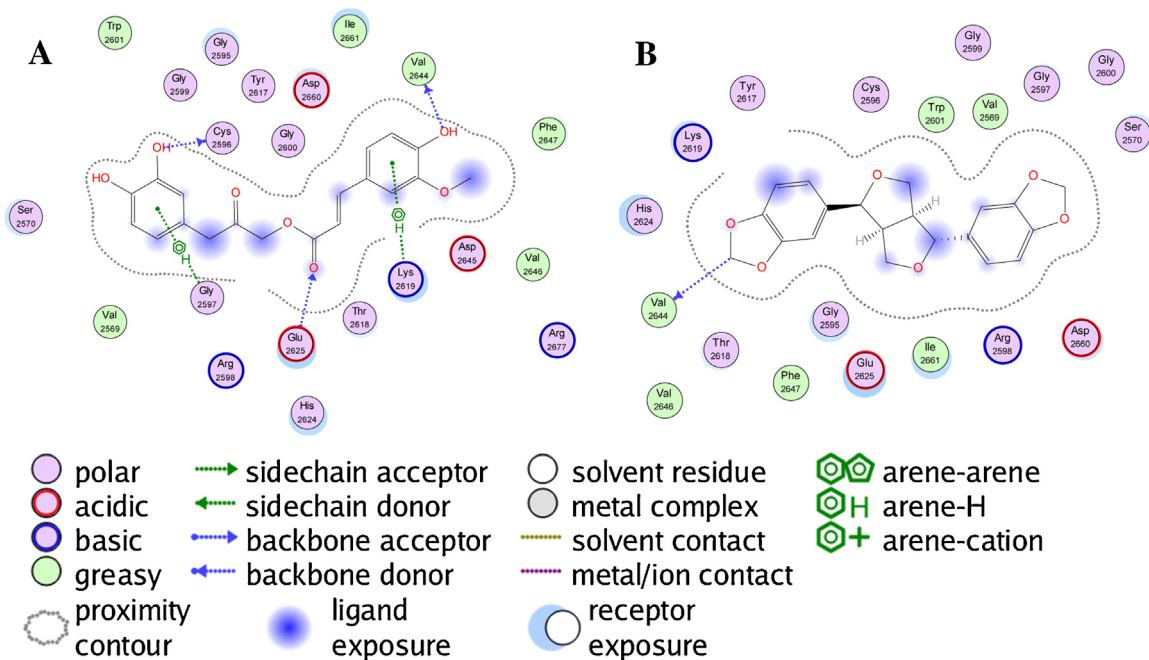 A
Trp
2601
Gly
2595
Ile
2661
Gly
2599
Tyr
2617
Asp
2660
Val
2644
Cys
2596
Gly
2600
Phe
2647
OH
HO
OH
O
O
O
O
H
H
Ser
2570
Gly
2597
Lys
2619
Asp
2645
Val
2646
Val
2569
Thr
2618
Glu
2625
Arg
2677
Arg
2598
His
2624
B
Gly
2599
Gly
2600
Tyr
2617
Cys
2596
Gly
2597
Trp
2601
Val
2569
Ser
2570
Lys
2619
His
2624
O
O
O
H
H
O
O
O
Val
2644
Gly
2595
Thr
2618
Ile
2661
Arg
2598
Asp
2660
Glu
2625
Phe
2647
Val
2646
polar
acidic
basic
greasy
proximity
contour
sidechain acceptor
sidechain donor
backbone acceptor
backbone donor
ligand
exposure
solvent residue
metal complex
solvent contact
metal/ion contact
receptor
exposure
arene-arene
H arene-H
+ arene-cation